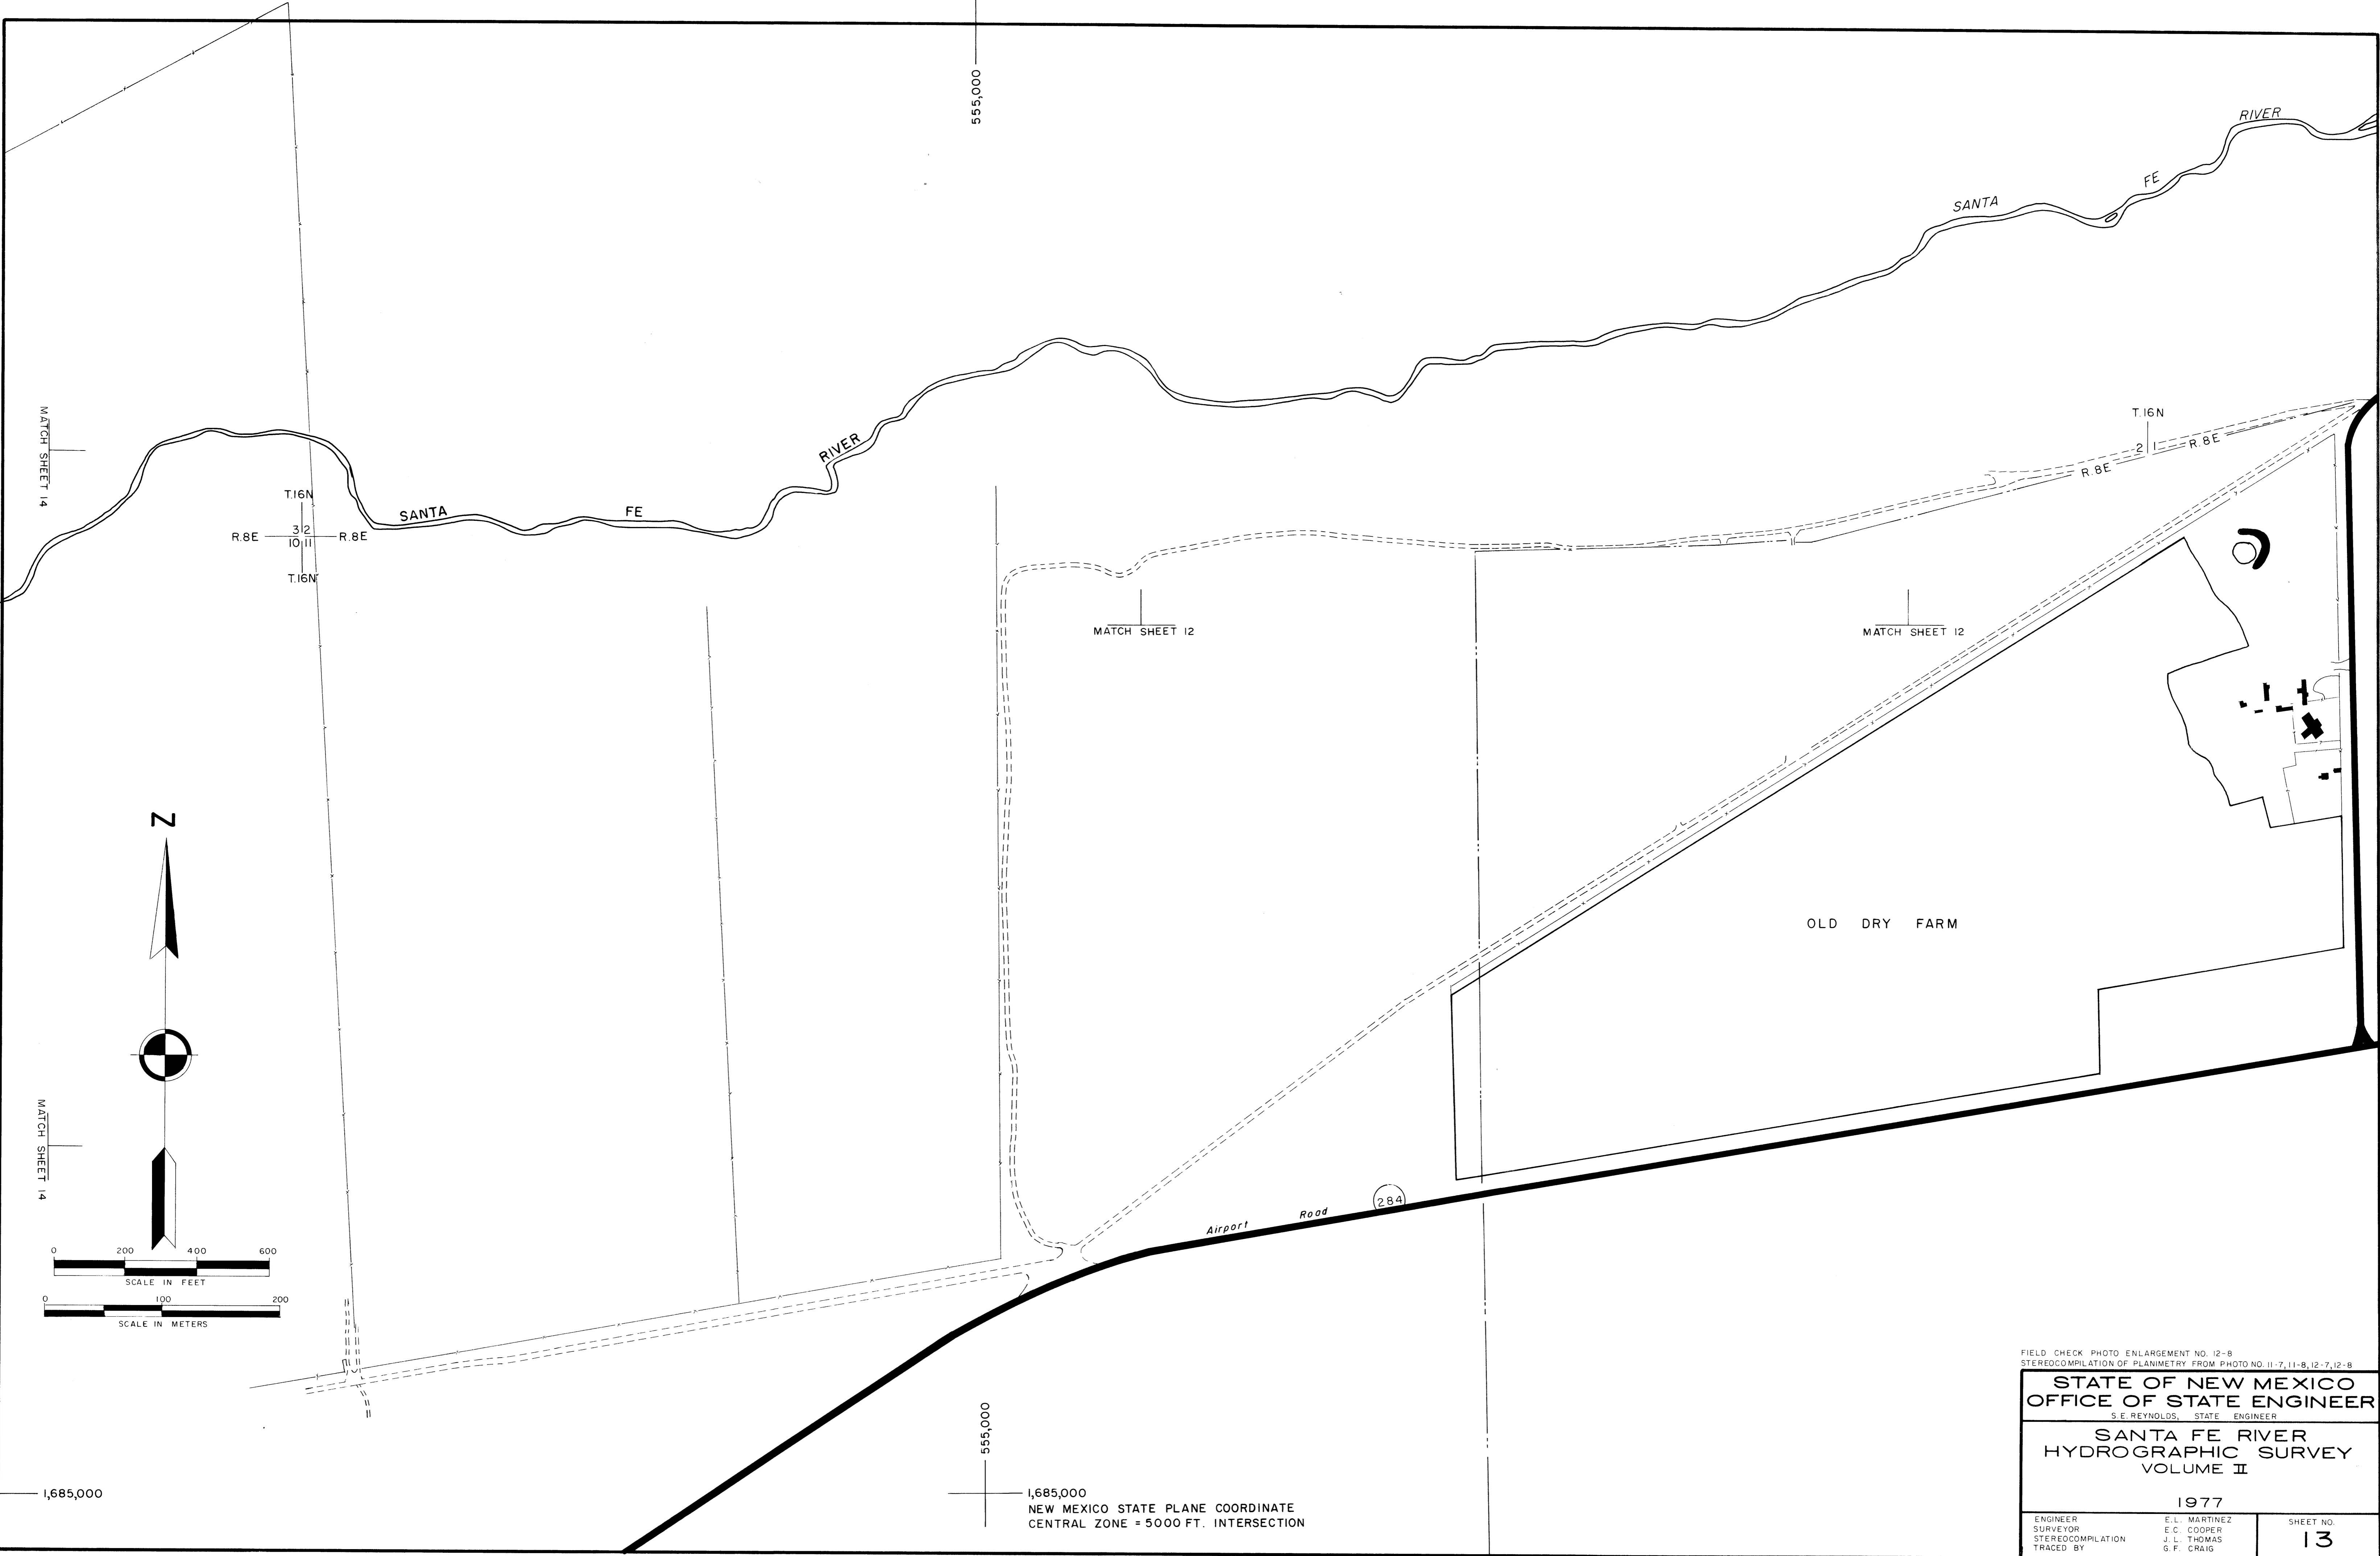 555,000
RIVER
FE
SANTA
T.16N
2 1
R.8E
R.8E
MATCH SHEET 14
RIVER
T.16N
SANTA
FE
R.8E
3 2
R.8E
10 11
T.16N
MATCH SHEET 12
MATCH SHEET 12
N
OLD DRY FARM
MATCH SHEET 14
284
Airport Road
0 200 400 600
SCALE IN FEET
0 100 200
SCALE IN METERS
555,000
1,685,000
1,685,000
NEW MEXICO STATE PLANE COORDINATE
CENTRAL ZONE = 5000 FT. INTERSECTION
FIELD CHECK PHOTO ENLARGEMENT NO. 12-8
STEREOCOMPILATION OF PLANIMETRY FROM PHOTO NO. 11-7, 11-8, 12-7, 12-8
STATE OF NEW MEXICO
OFFICE OF STATE ENGINEER
S.E. REYNOLDS, STATE ENGINEER
SANTA FE RIVER
HYDROGRAPHIC SURVEY
VOLUME II
1977
ENGINEER E.L. MARTINEZ
SURVEYOR E.C. COOPER
STEREOCOMPILATION J.L. THOMAS
TRACED BY G.F. CRAIG
SHEET NO.
13